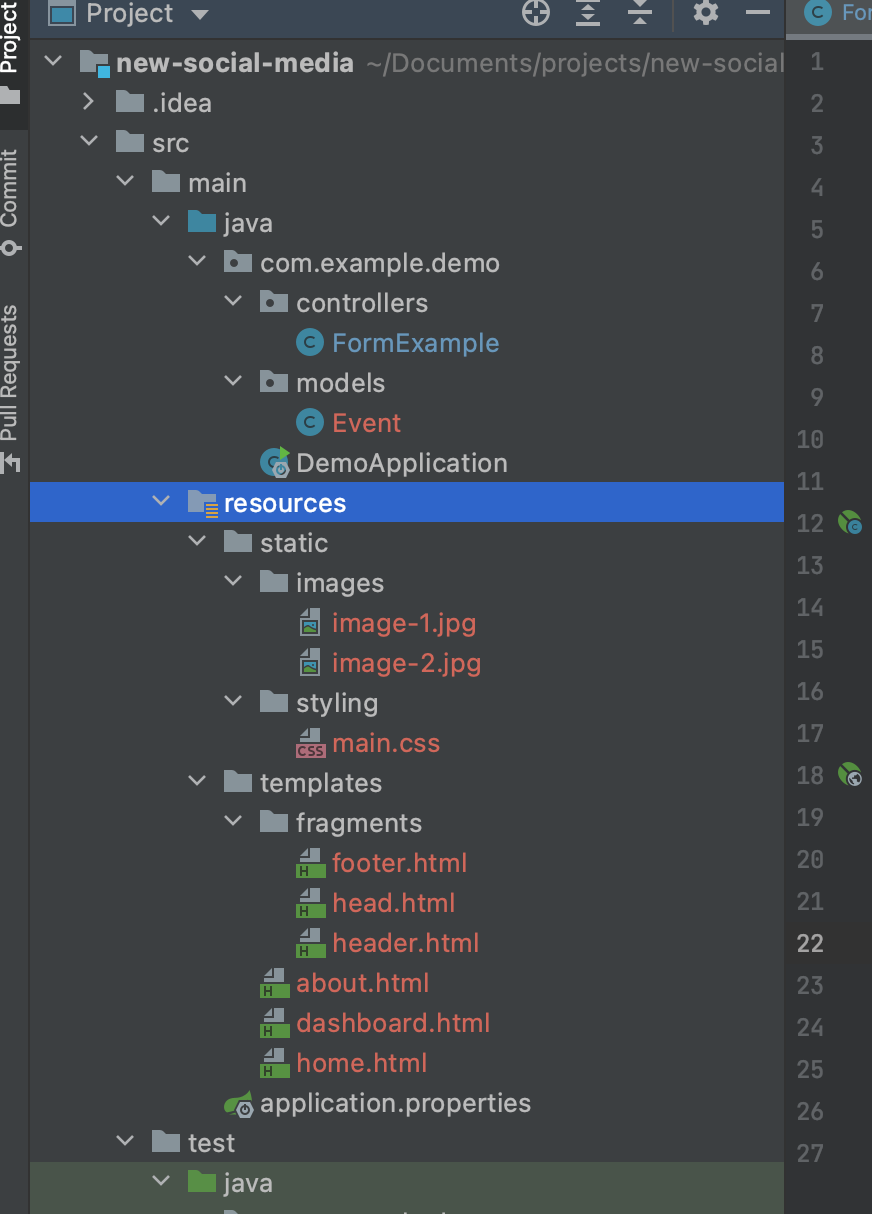 Project
Project
Commit
Pull Requests
new-social-media ~/Documents/projects/new-social
.idea
src
main
java
com.example.demo
controllers
C FormExample
models
C Event
DemoApplication
resources
static
images
image-1.jpg
image-2.jpg
styling
CSS main.css
templates
fragments
H footer.html
H head.html
H header.html
H about.html
H dashboard.html
H home.html
application.properties
test
java
C For
1
2
3
4
5
6
7
8
9
10
11
12
13
14
15
16
17
18
19
20
21
22
23
24
25
26
27